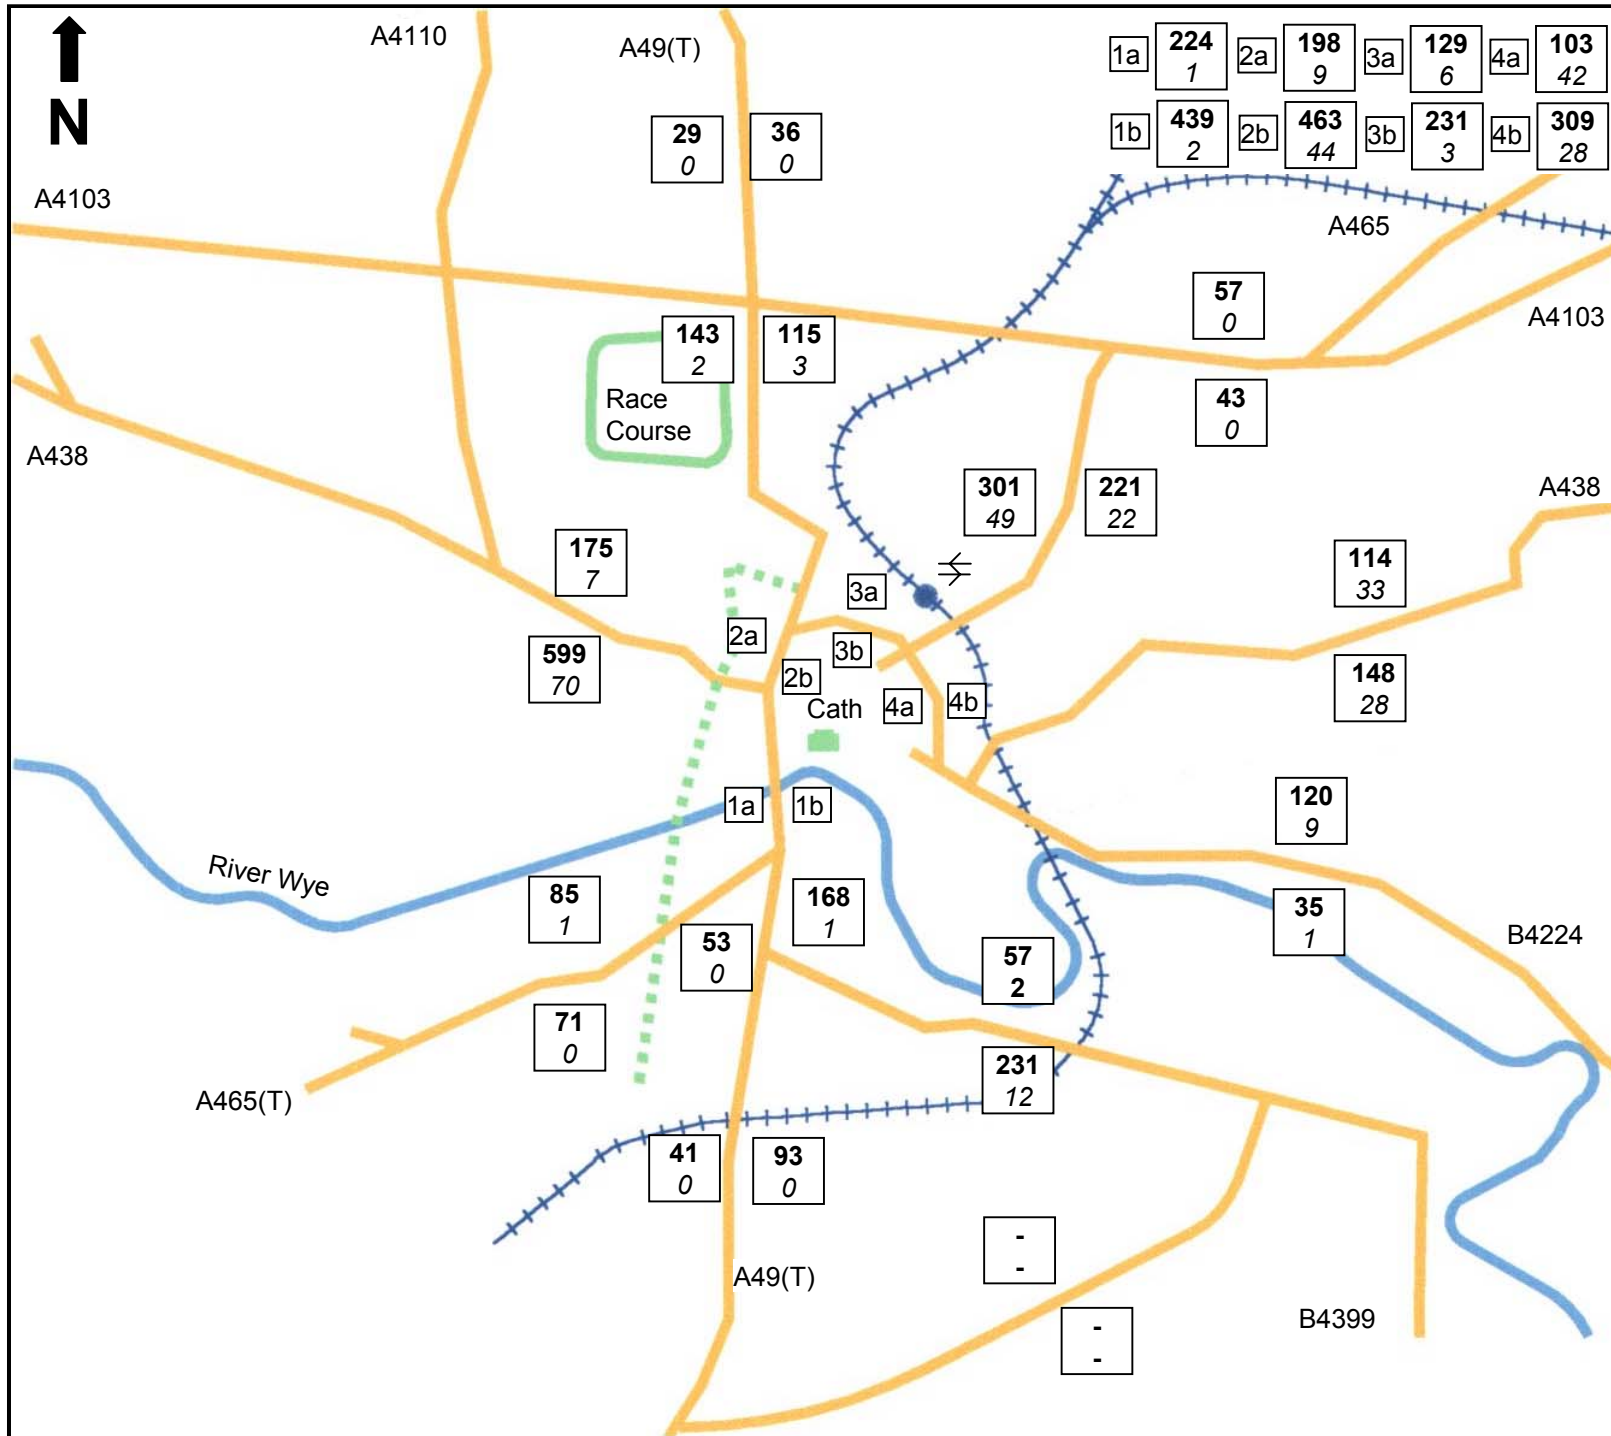 A4110
A49(T)
1a
224
1
2a
198
9
3a
129
6
4a
103
42
N
1b
439
2
2b
463
44
3b
231
3
4b
309
28
29
0
36
0
A4103
A465
57
0
A4103
143
2
115
3
Race
Course
43
0
A438
301
49
221
22
A438
175
7
114
33
3a
2a
3b
599
70
2b
148
28
4a
4b
Cath
1a
1b
120
9
River Wye
85
1
168
1
35
1
53
0
57
2
B4224
71
0
231
12
A465(T)
41
0
93
0
-
-
A49(T)
-
-
B4399